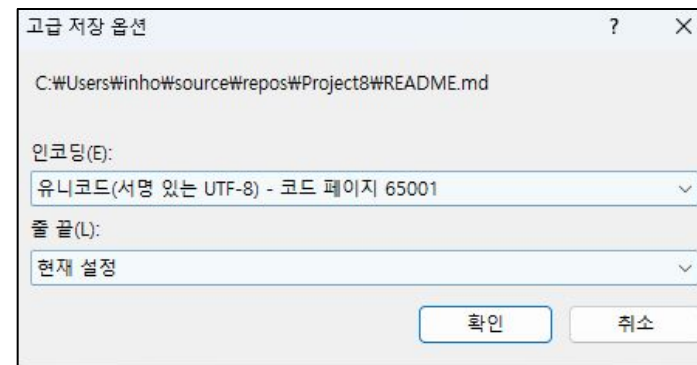 고급 저장 옵션 ? ×
C:₩Users₩inho₩source₩repos₩Project8₩README.md
인코딩(E):
유니코드(서명 있는 UTF-8) - 코드 페이지 65001
줄 끝(L):
현재 설정
확인 취소